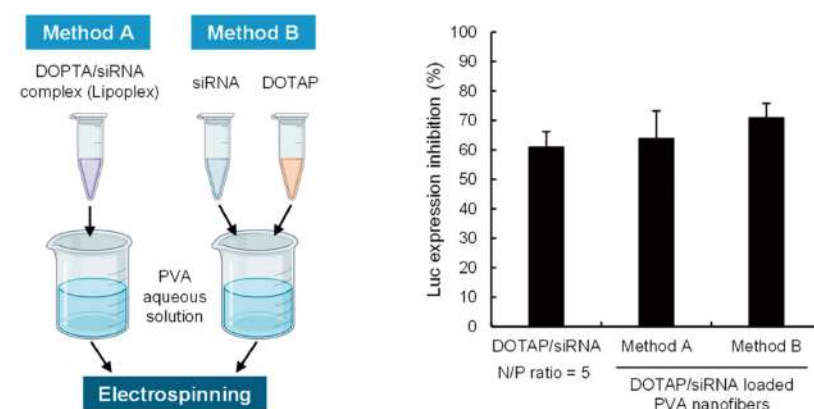 Method A
Method B
DOPTA/siRNA
complex (Lipoplex)
siRNA
DOTAP
PVA
aqueous
solution
Electrospinning
Luc expression inhibition (%)
100
90
80
70
60
50
40
30
20
10
0
DOTAP/siRNA
N/P ratio = 5
Method A
Method B
DOTAP/siRNA loaded
PVA nanofibers